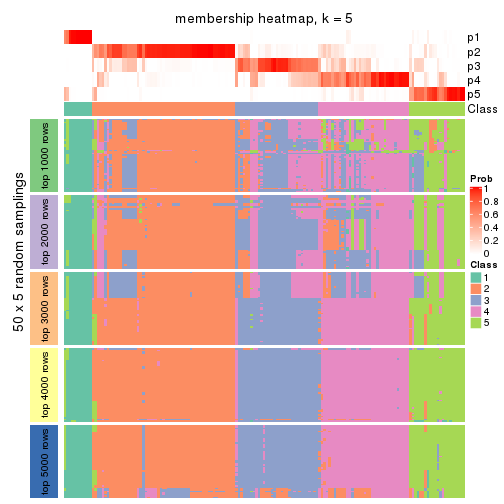 membership heatmap, k = 5
p1
p2
p3
p4
p5
Class
50 x 5 random samplings
top 1000 rows
top 2000 rows
top 3000 rows
top 4000 rows
top 5000 rows
Prob
1
0.8
0.6
0.4
0.2
0
Class
1
2
3
4
5